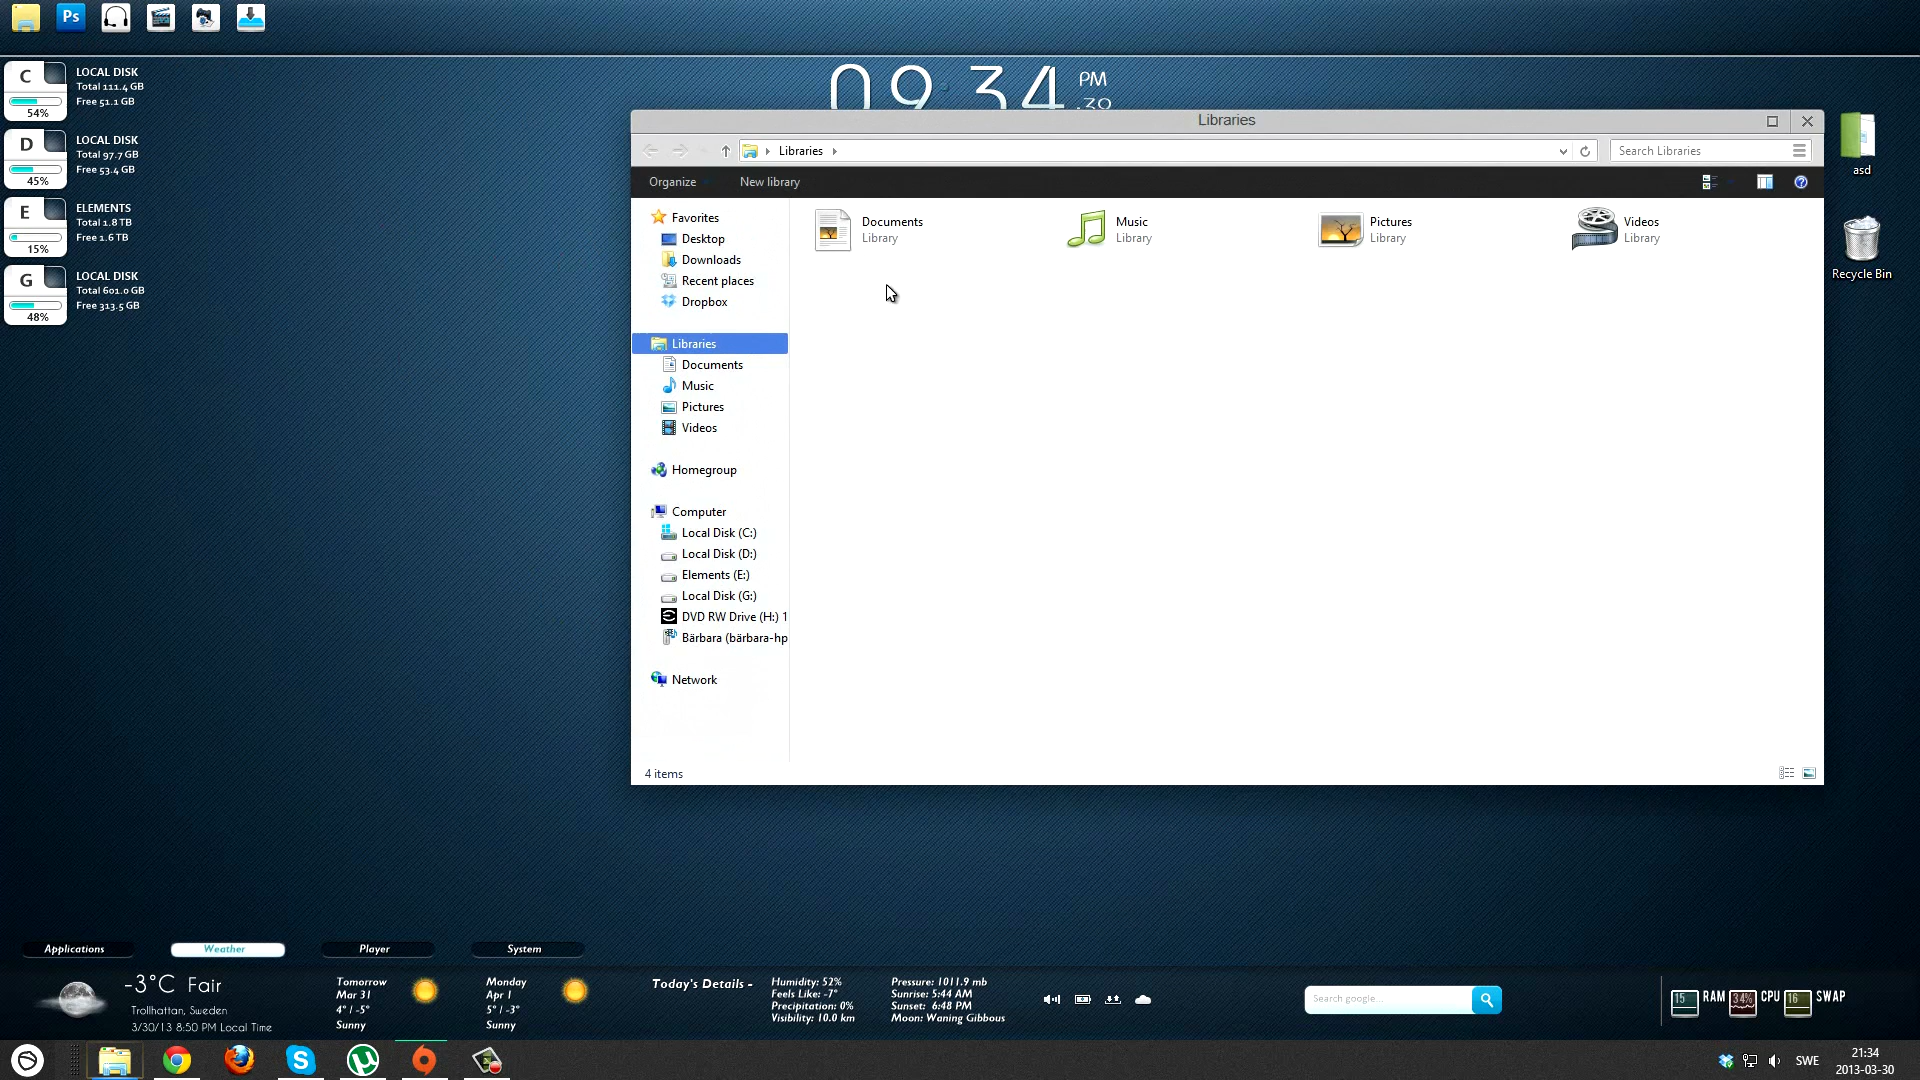 Ps
09:34 PM
.30
C
54%
LOCAL DISK
Total 111.4 GB
Free 51.1 GB
D
45%
LOCAL DISK
Total 97.7 GB
Free 53.4 GB
E
15%
ELEMENTS
Total 1.8 TB
Free 1.6 TB
G
48%
LOCAL DISK
Total 601.0 GB
Free 313.5 GB
Libraries
Libraries
Search Libraries
Organize
New library
Favorites
Desktop
Downloads
Recent places
Dropbox
Libraries
Documents
Music
Pictures
Videos
Homegroup
Computer
Local Disk (C:)
Local Disk (D:)
Elements (E:)
Local Disk (G:)
DVD RW Drive (H:) 1
Bärbara (bärbara-hp
Network
Documents
Library
Music
Library
Pictures
Library
Videos
Library
4 items
asd
Recycle Bin
Applications
Weather
Player
System
-3°C Fair
Trollhattan, Sweden
3/30/13 8:50 PM Local Time
Tomorrow
Mar 31
4° / -5°
Sunny
Monday
Apr 1
5° / -3°
Sunny
Today's Details -
Humidity: 52%
Feels Like: -7°
Precipitation: 0%
Visibility: 10.0 km
Pressure: 1011.9 mb
Sunrise: 5:44 AM
Sunset: 6:48 PM
Moon: Waning Gibbous
Search google...
15 RAM 34% CPU 16 SWAP
SWE
21:34
2013-03-30